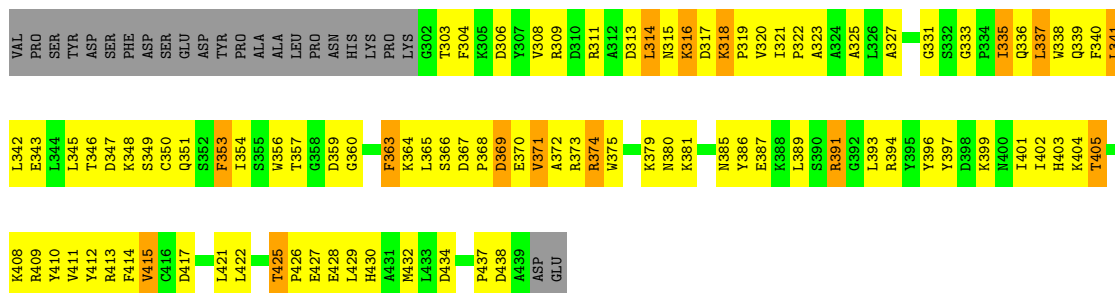 VAL PRO SER TYR ASP SER PHE ASP SER GLU ASP TYR PRO ALA ALA LEU PRO ASN HIS LYS PRO LYS G302 T303 F304 K305 D306 Y307 V308 R309 D310 R311 A312 D313 L314 N315 K316 D317 K318 P319 V320 I321 P322 A323 A324 A325 L326 A327 G331 S332 G333 P334 I335 Q336 L337 W338 Q339 F340 L341
L342 E343 L344 L345 T346 D347 K348 S349 C350 Q351 S352 F353 I354 S355 W356 T357 G358 D359 G360 F363 K364 L365 S366 D367 P368 D369 E370 V371 A372 R373 R374 W375 K379 N380 K381 N385 Y386 E387 K388 L389 S390 R391 G392 L393 R394 Y395 Y396 Y397 D398 K399 N400 I401 I402 H403 K404 T405
K408 R409 Y410 V411 Y412 R413 F414 V415 C416 D417 L421 L422 T425 P426 E427 E428 L429 H430 A431 M432 L433 D434 P437 D438 A439 ASP GLU